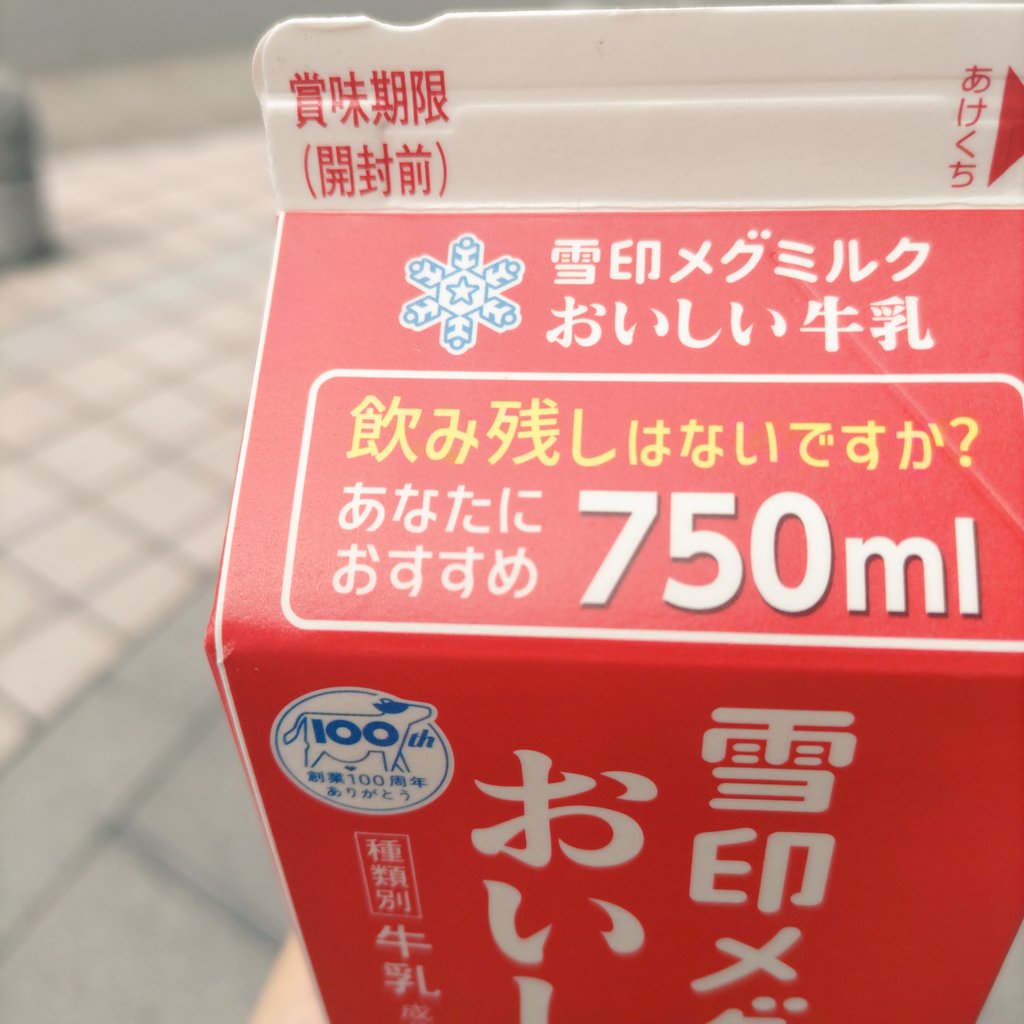 賞味期限
(開封前)
あけくち
雪印メグミルク
おいしい牛乳
飲み残しはないですか?
あなたに
おすすめ
750ml
100th
創業100周年
ありがとう
雪印メグ
おいし
種類別
牛乳